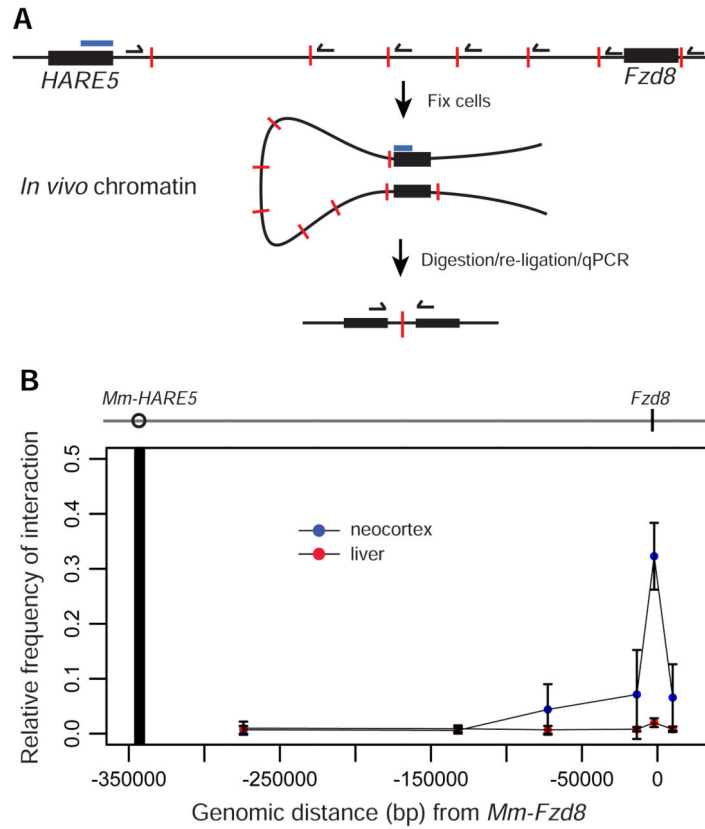 A
HARE5
Fzd8
Fix cells
In vivo chromatin
Digestion/re-ligation/qPCR
B
Mm-HARE5
Fzd8
Relative frequency of interaction
0.5
0.4
0.3
0.2
0.1
0.0
neocortex
liver
-350000 -250000 -150000 -50000 0
Genomic distance (bp) from Mm-Fzd8